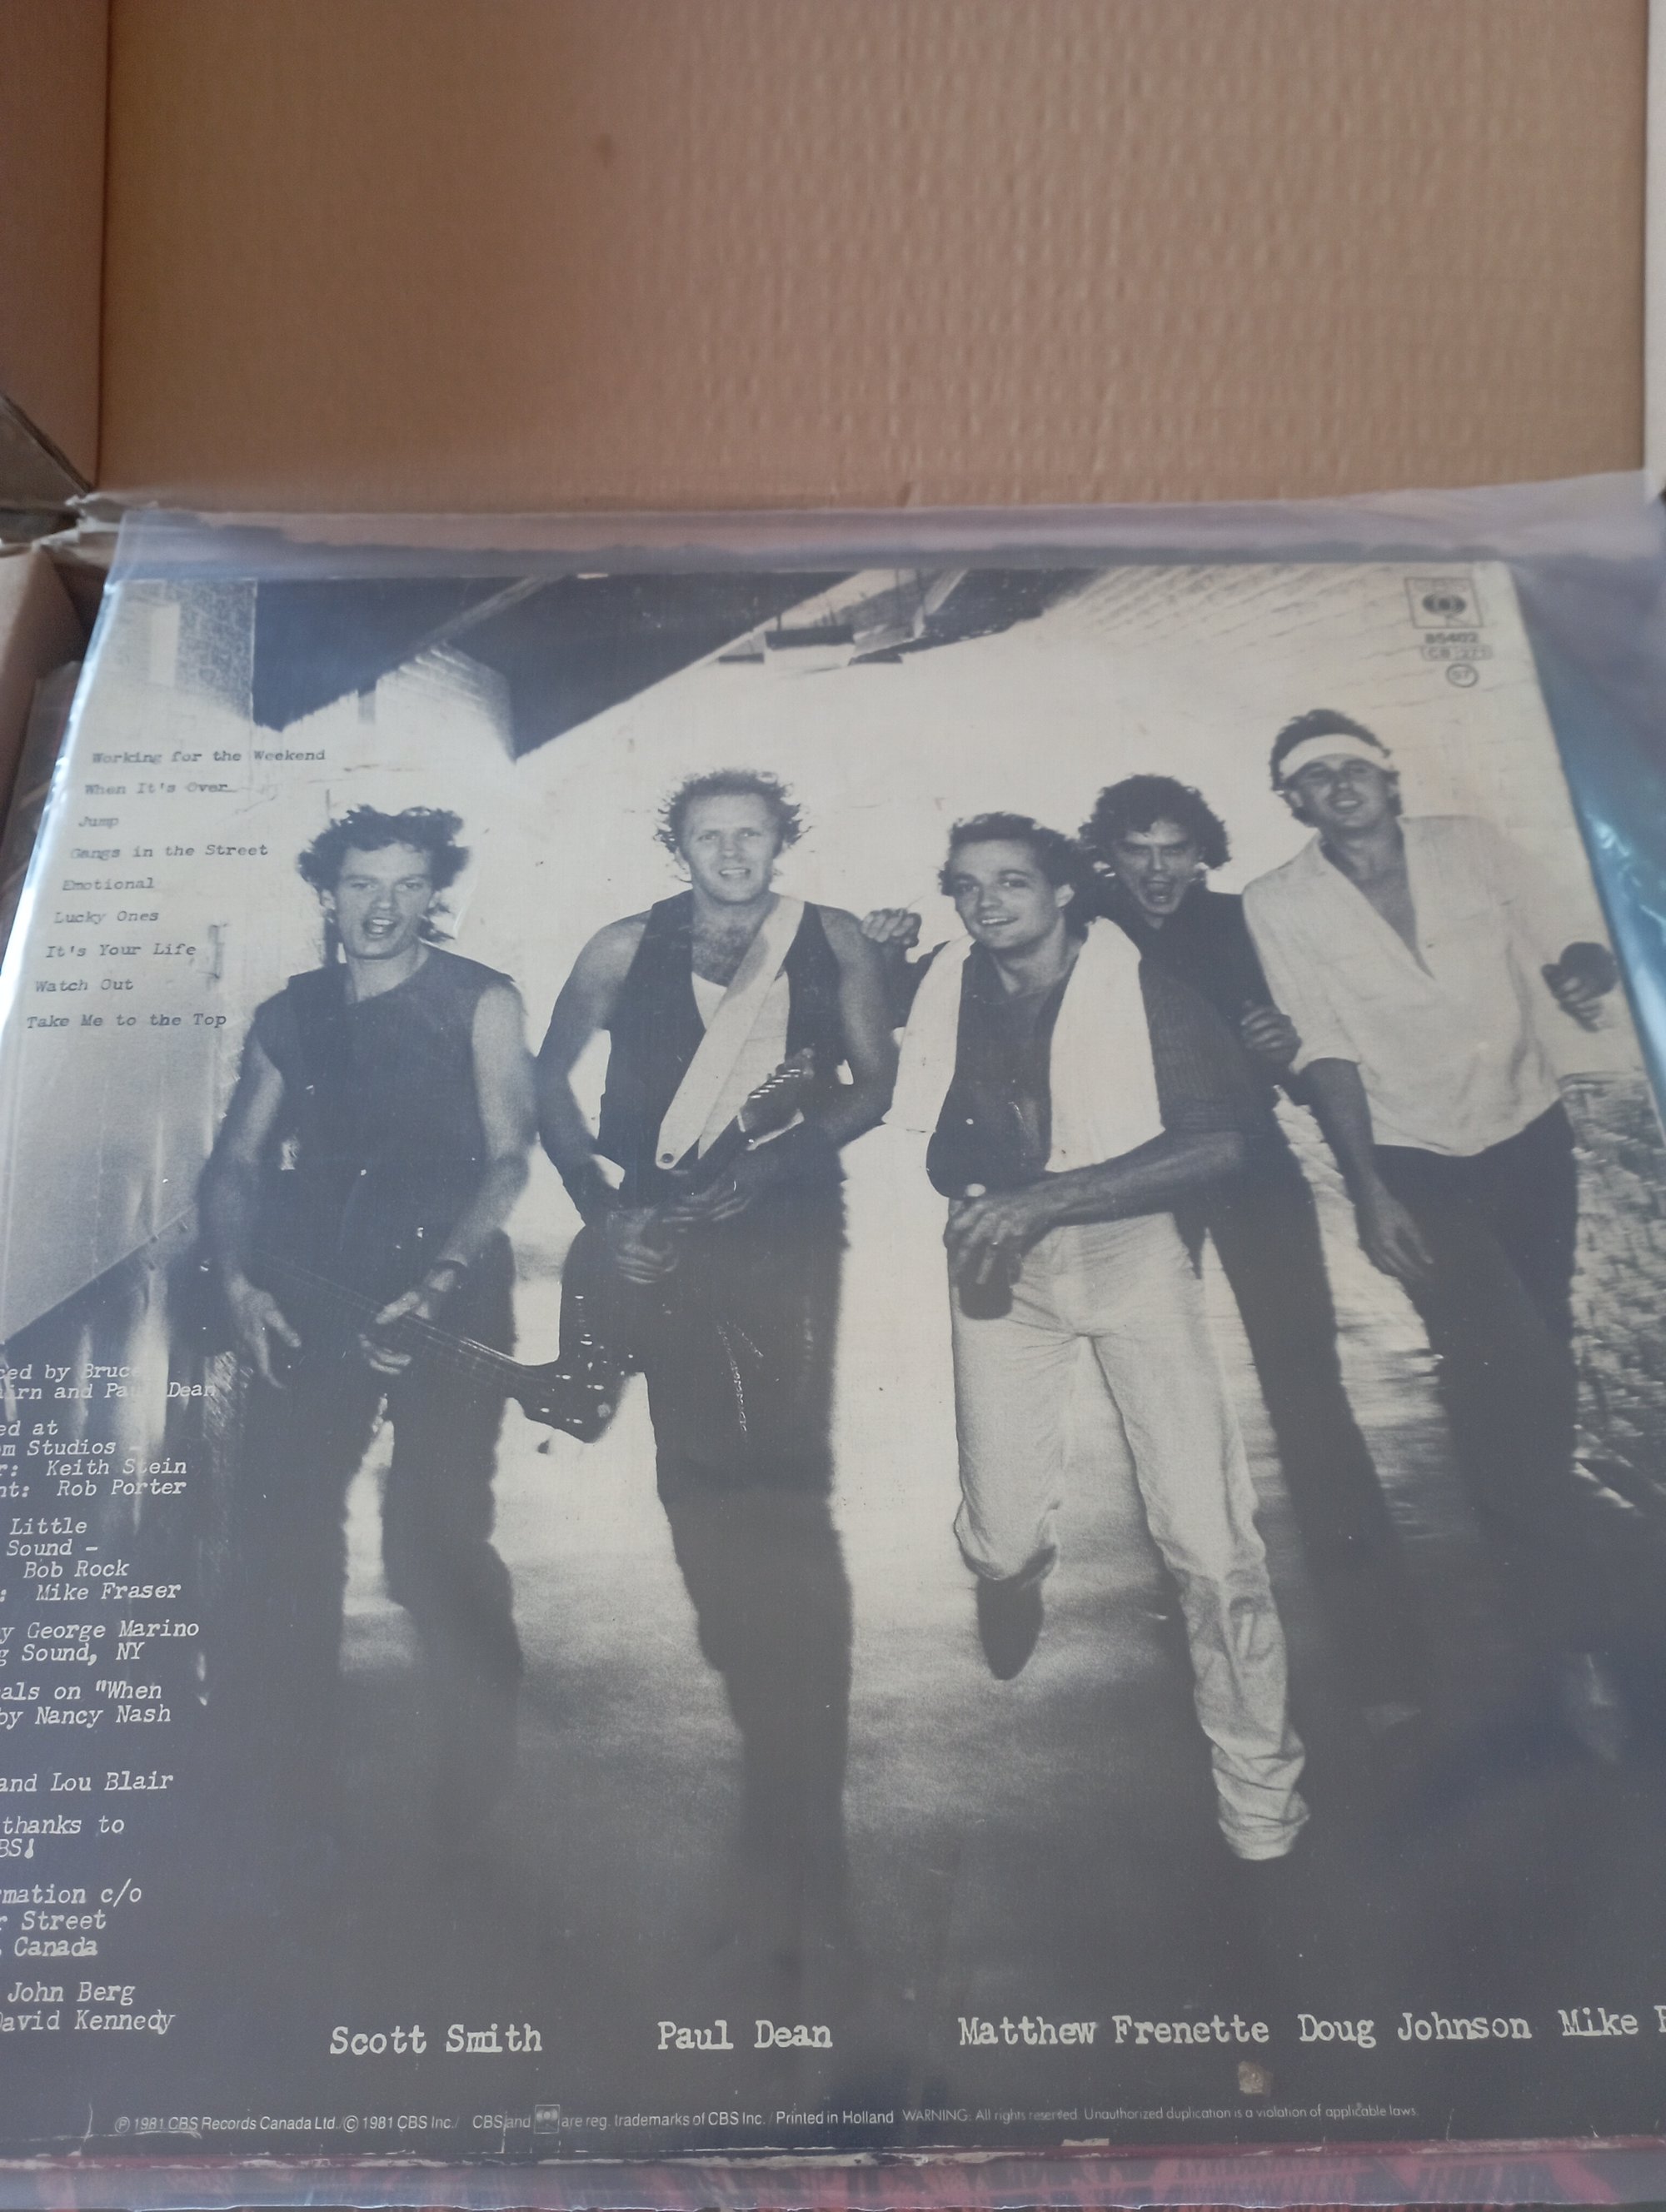 85402
CB 271
Working for the Weekend
When It's Over
Jump
Gangs in the Street
Emotional
Lucky Ones
It's Your Life
Watch Out
Take Me to the Top
ced by Bruce
irn and Paul Dean
ed at
m Studios -
r: Keith Stein
nt: Rob Porter
Little
Sound -
Bob Rock
: Mike Fraser
y George Marino
g Sound, NY
als on "When
by Nancy Nash
and Lou Blair
thanks to
BS!
mation c/o
r Street
Canada
John Berg
David Kennedy
Scott Smith Paul Dean Matthew Frenette Doug Johnson Mike
℗ 1981 CBS Records Canada Ltd./© 1981 CBS Inc./ CBS and are reg. trademarks of CBS Inc. / Printed in Holland WARNING: All rights reserved. Unauthorized duplication is a violation of applicable laws.